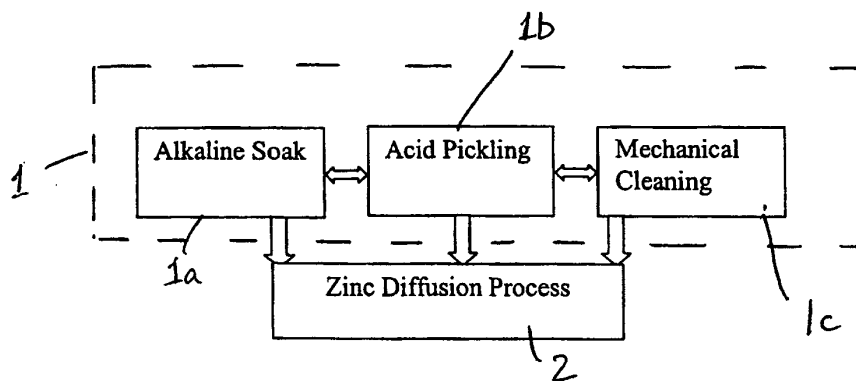 1b
Alkaline Soak
Acid Pickling
Mechanical
Cleaning
1
1a
Zinc Diffusion Process
1c
2